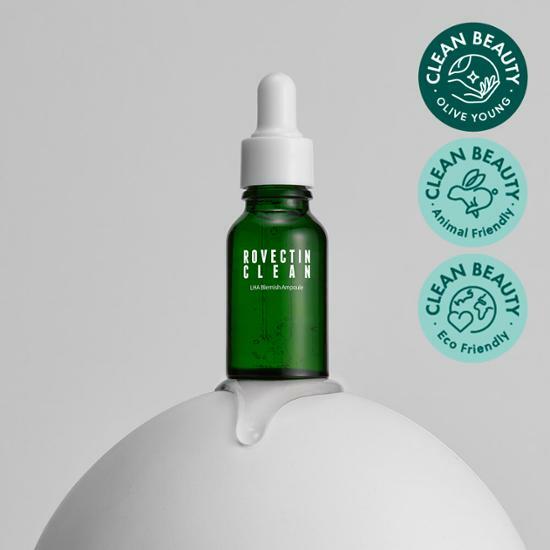 ROVECTIN
CLEAN
LHA Blemish Ampoule
CLEAN BEAUTY
· OLIVE YOUNG ·
CLEAN BEAUTY
· Animal Friendly ·
CLEAN BEAUTY
· Eco Friendly ·